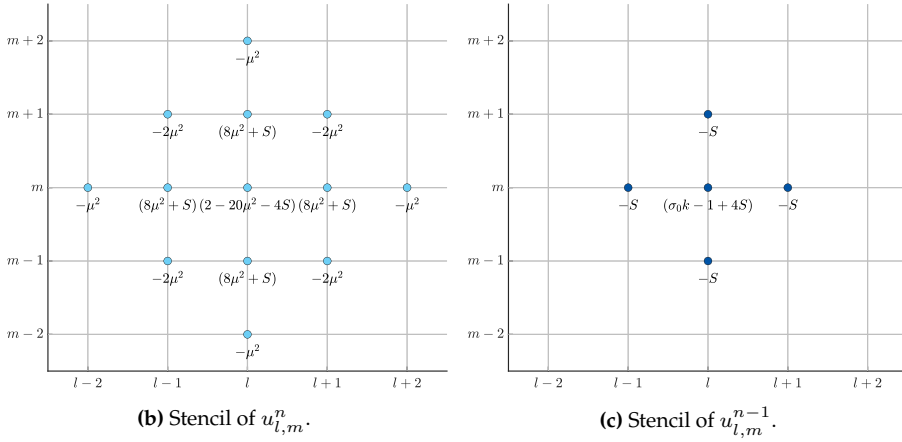 m + 2
−μ²
m + 1
−2μ²
(8μ² + S)
−2μ²
m
−μ²
(8μ² + S)
(2 − 20μ² − 4S)
(8μ² + S)
−μ²
m − 1
−2μ²
(8μ² + S)
−2μ²
m − 2
−μ²
l − 2
l − 1
l
l + 1
l + 2
(b) Stencil of uⁿ_{l,m}.
m + 2
m + 1
−S
m
−S
(σ₀k − 1 + 4S)
−S
m − 1
−S
m − 2
l − 2
l − 1
l
l + 1
l + 2
(c) Stencil of uⁿ⁻¹_{l,m}.